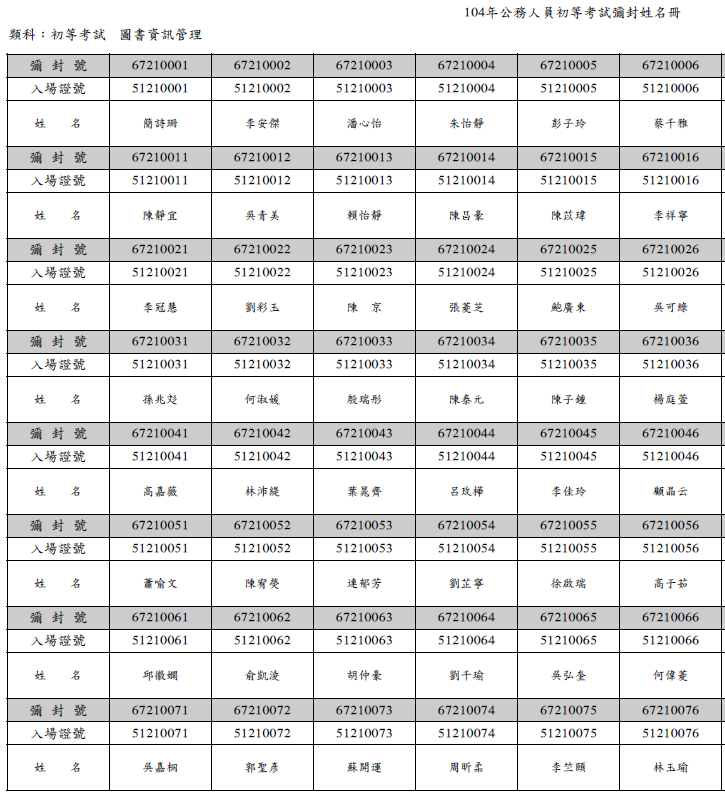 104年公務人員初等考試彌封姓名冊
類科：初等考試 圖書資訊管理
彌 封 號 67210001 67210002 67210003 67210004 67210005 67210006
入場證號 51210001 51210002 51210003 51210004 51210005 51210006
姓 名 簡詩珊 李安傑 潘心怡 朱怡靜 彭子玲 蔡千雅
彌 封 號 67210011 67210012 67210013 67210014 67210015 67210016
入場證號 51210011 51210012 51210013 51210014 51210015 51210016
姓 名 陳靜宜 吳青美 賴怡靜 陳昌豪 陳苡瑋 李祥寧
彌 封 號 67210021 67210022 67210023 67210024 67210025 67210026
入場證號 51210021 51210022 51210023 51210024 51210025 51210026
姓 名 李冠慧 劉彩玉 陳 京 張菱芝 鮑廣東 吳可綠
彌 封 號 67210031 67210032 67210033 67210034 67210035 67210036
入場證號 51210031 51210032 51210033 51210034 51210035 51210036
姓 名 何淑媛 殷瑞彤 陳泰元 陳子鍾 楊庭萱
彌 封 號 67210041 67210042 67210043 67210044 67210045 67210046
入場證號 51210041 51210042 51210043 51210044 51210045 51210046
姓 名 高嘉薇 林沛緹 葉晁齊 呂玫樺 李佳玲 顧晶云
彌 封 號 67210051 67210052 67210053 67210054 67210055 67210056
入場證號 51210051 51210052 51210053 51210054 51210055 51210056
姓 名 蕭喻文 陳宥熒 連郁芳 劉芷寧 徐啟瑞 高于茹
彌 封 號 67210061 67210062 67210063 67210064 67210065 67210066
入場證號 51210061 51210062 51210063 51210064 51210065 51210066
姓 名 邱徽嫻 俞凱淩 胡仲豪 劉千瑜 吳弘奎 何偉菱
彌 封 號 67210071 67210072 67210073 67210074 67210075 67210076
入場證號 51210071 51210072 51210073 51210074 51210075 51210076
姓 名 吳嘉桐 郭聖彥 蘇開運 周昕柔 李竺頤 林玉瑜